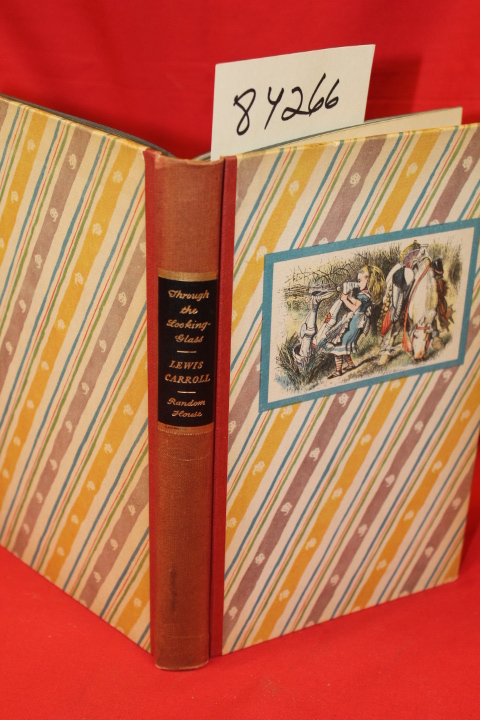 84266
Through
the
Looking-
Glass
LEWIS
CARROLL
Random
House